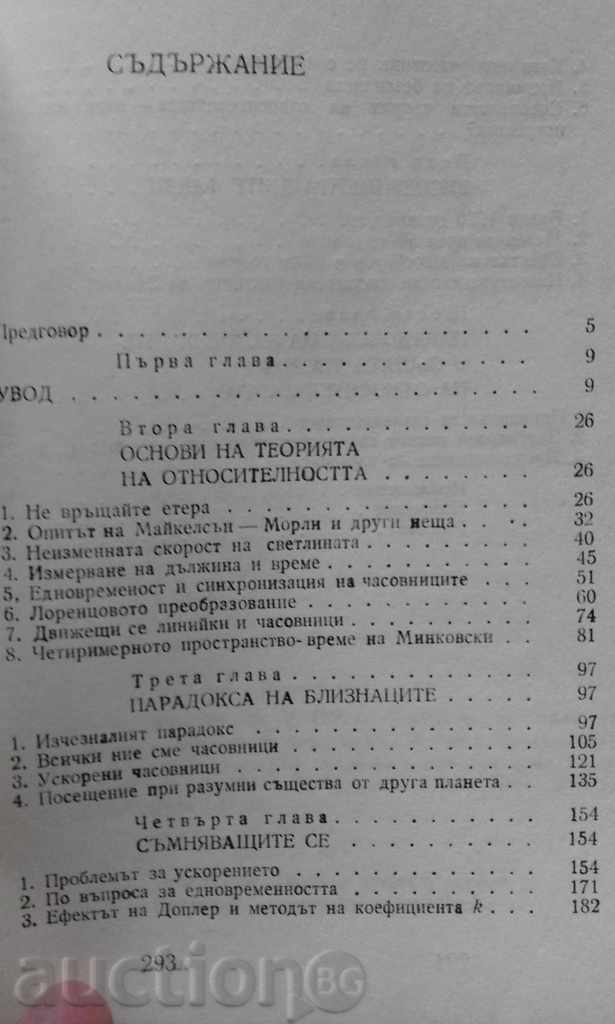 СЪДЪРЖАНИЕ
Предговор . . . . . . . . . . . . . . . . . . . . 5
Първа глава . . . . . . . . . . . . . 9
УВОД . . . . . . . . . . . . . . . . . . . . . 9
Втора глава . . . . . . . . . . . . 26
ОСНОВИ НА ТЕОРИЯТА
НА ОТНОСИТЕЛНОСТТА . . . . . . . . 26
1. Не връщайте етера . . . . . . . . . . . . . . 26
2. Опитът на Майкелсън — Морли и други неща . . . . 32
3. Неизменната скорост на светлината . . . . . . . . 40
4. Измерване на дължина и време . . . . . . . . . . 45
5. Едновременост и синхронизация на часовниците . . . 51
6. Лоренцовото преобразование . . . . . . . . . . . 60
7. Движещи се линийки и часовници . . . . . . . . . 74
8. Четиримерното пространство-време на Минковски . . 81
Трета глава . . . . . . . . . . . . 97
ПАРАДОКСА НА БЛИЗНАЦИТЕ . . . . . 97
1. Изчезналият парадокс . . . . . . . . . . . . . 97
2. Всички ние сме часовници . . . . . . . . . . . . 105
3. Ускорени часовници . . . . . . . . . . . . . . 121
4. Посещение при разумни същества от друга планета . . 135
Четвърта глава . . . . . . . . . . 154
СЪМНЯВАЩИТЕ СЕ . . . . . . . . . 154
1. Проблемът за ускорението . . . . . . . . . . . . 154
2. По въпроса за едновременността . . . . . . . . . 171
3. Ефектът на Доплер и методът на коефициента k . . . 182
293
auctionBG